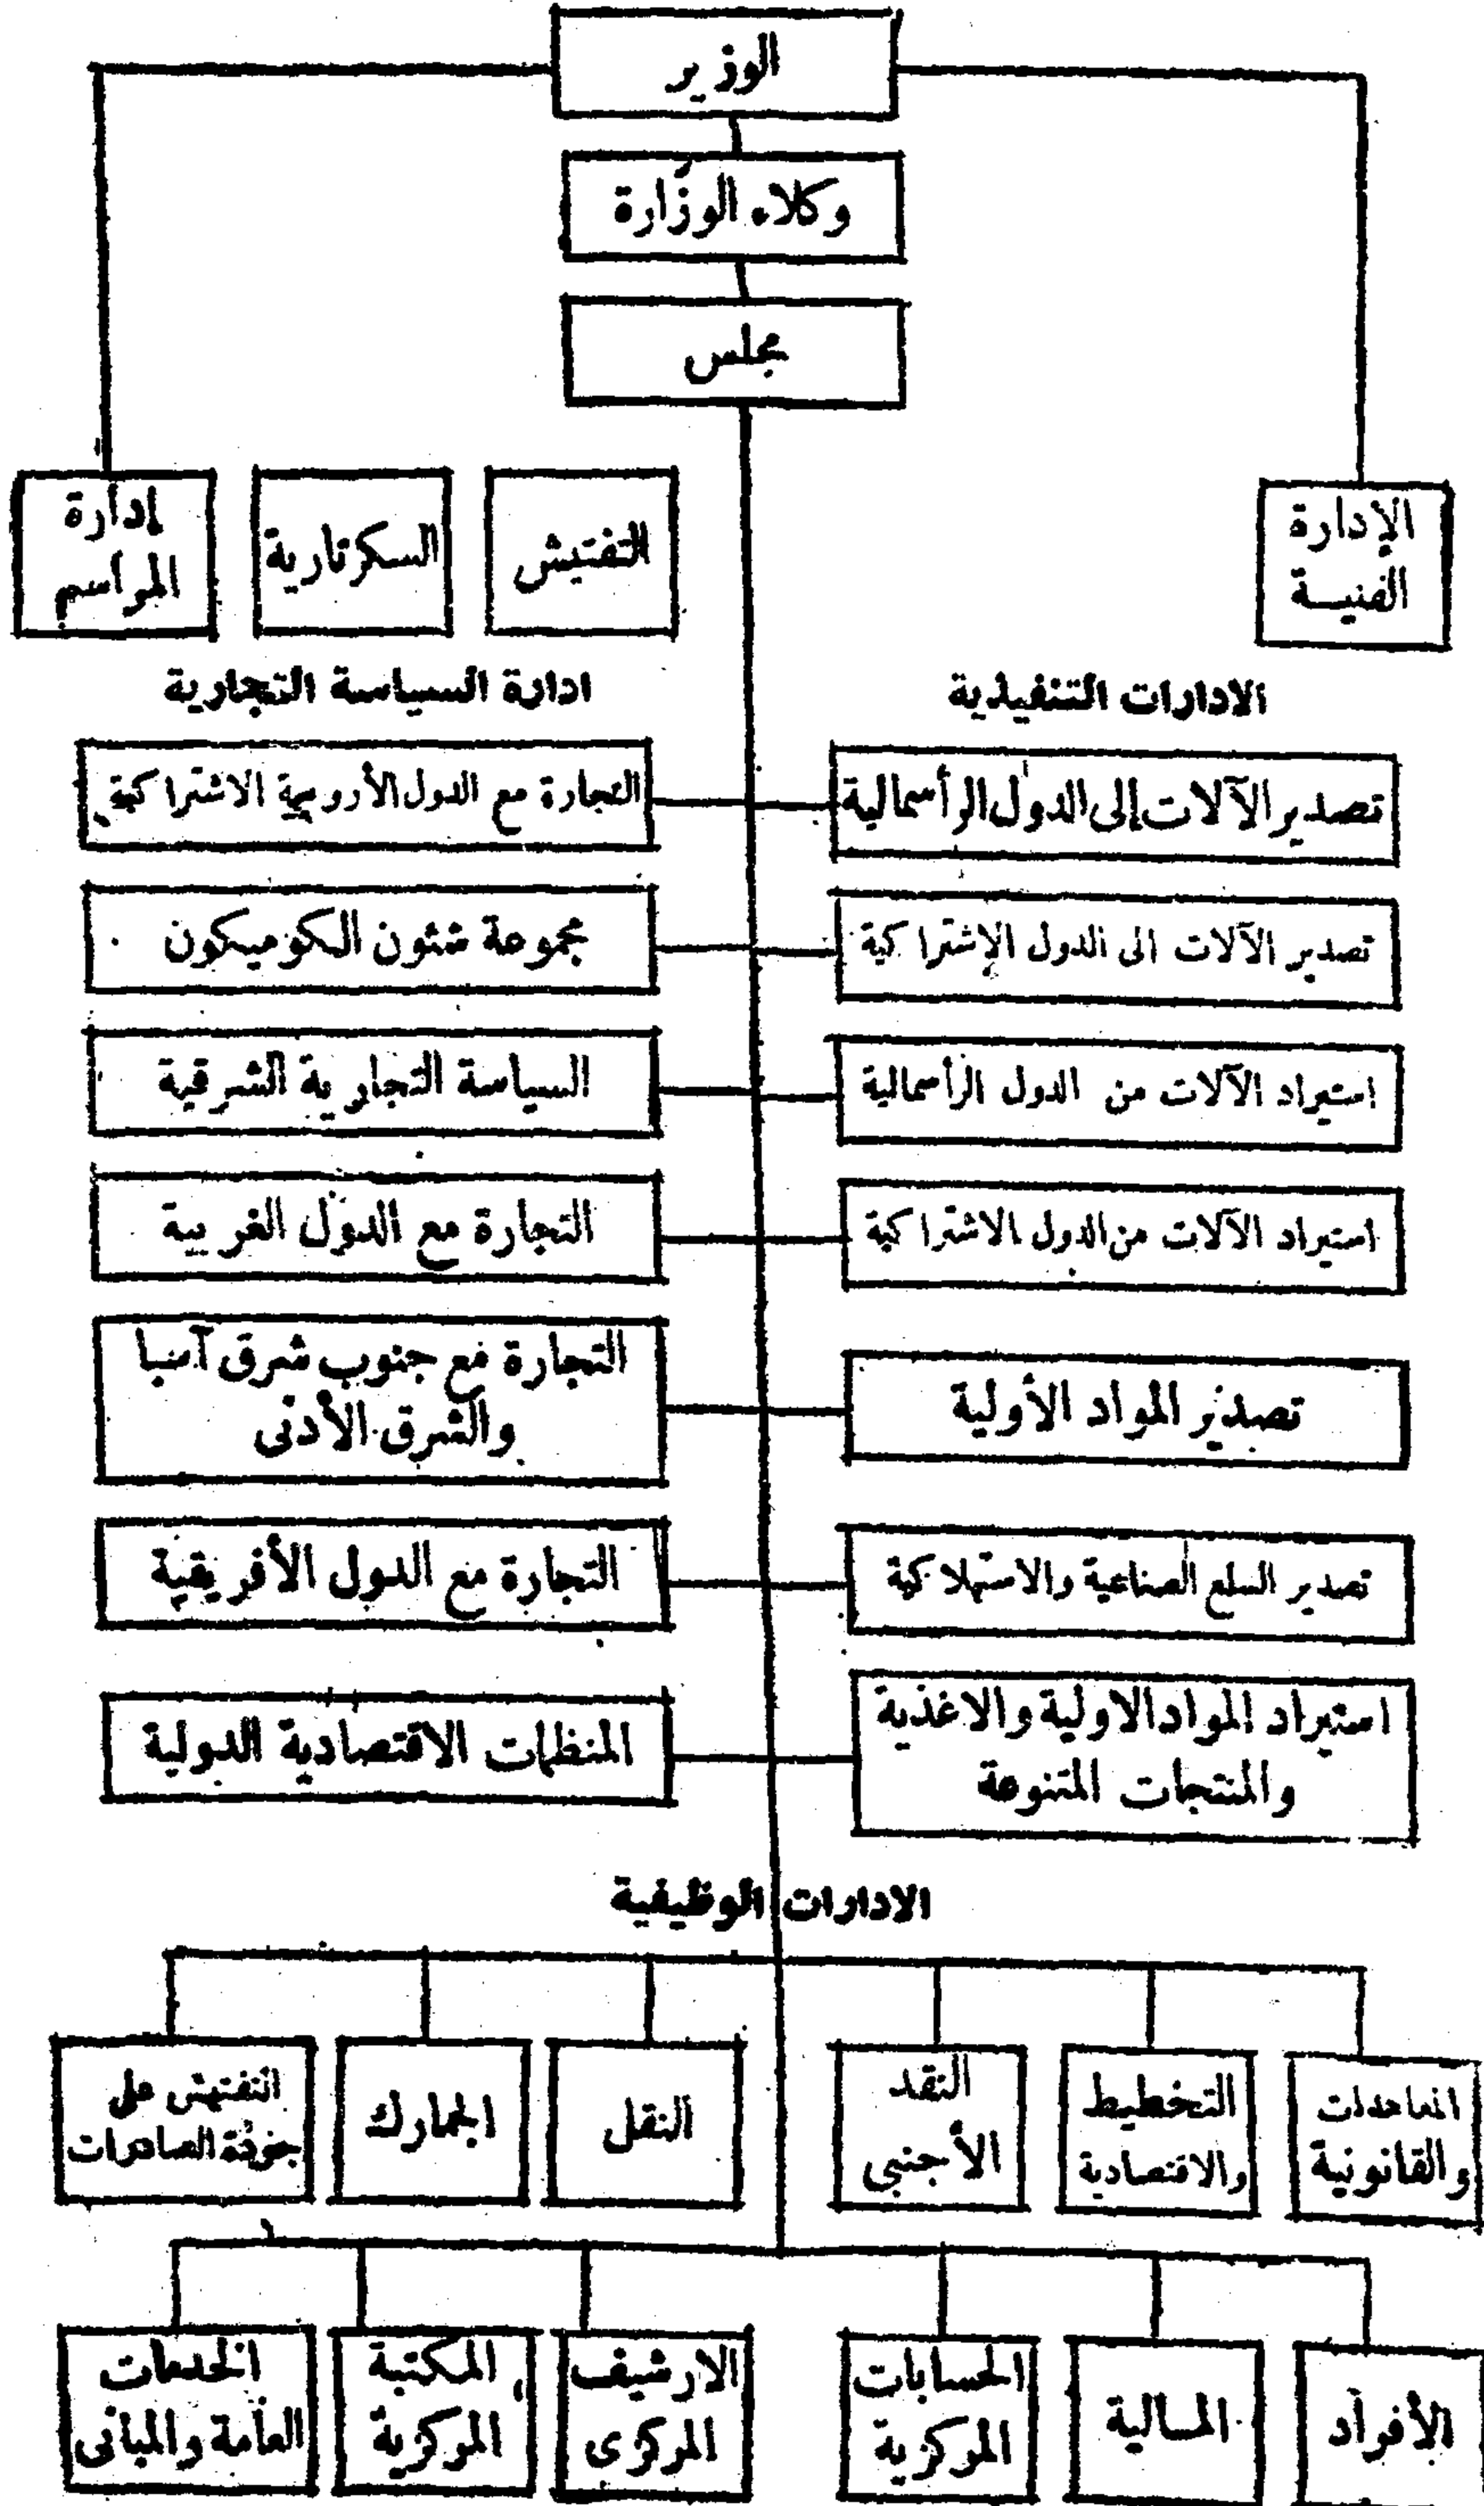 الوزير
وكلاء الوزارة
مجلس
الإدارة
الفنية
التفتيش
السكرتارية
إدارة
المراسم
الادارات التنفيذية
ادارة السياسة التجارية
تصدير الآلات إلى الدول الرأسمالية
التجارة مع الدول الأوروبية الاشتراكية
تصدير الآلات الى الدول الإشتراكية
مجموعة شئون الكوميكون
استيراد الآلات من الدول الرأسمالية
السياسة التجارية الشرقية
استيراد الآلات من الدول الاشتراكية
التجارة مع الدول الغربية
تصدير المواد الأولية
التجارة مع جنوب شرق آسيا
والشرق الأدنى
تصدير السلع الصناعية والاستهلاكية
التجارة مع الدول الأفريقية
استيراد المواد الاولية والاغذية
والمنتجات المتنوعة
المنظمات الاقتصادية الدولية
الادارات الوظيفية
المعاهدات
والقانونية
التخطيط
والاقتصادية
النقد
الأجنبي
النقل
الجمارك
التفتيش على
جودة الصادرات
الأفراد
المالية
الحسابات
المركزية
الارشيف
المركزى
المكتبة
المركزية
الخدمات
العامة والمبانى